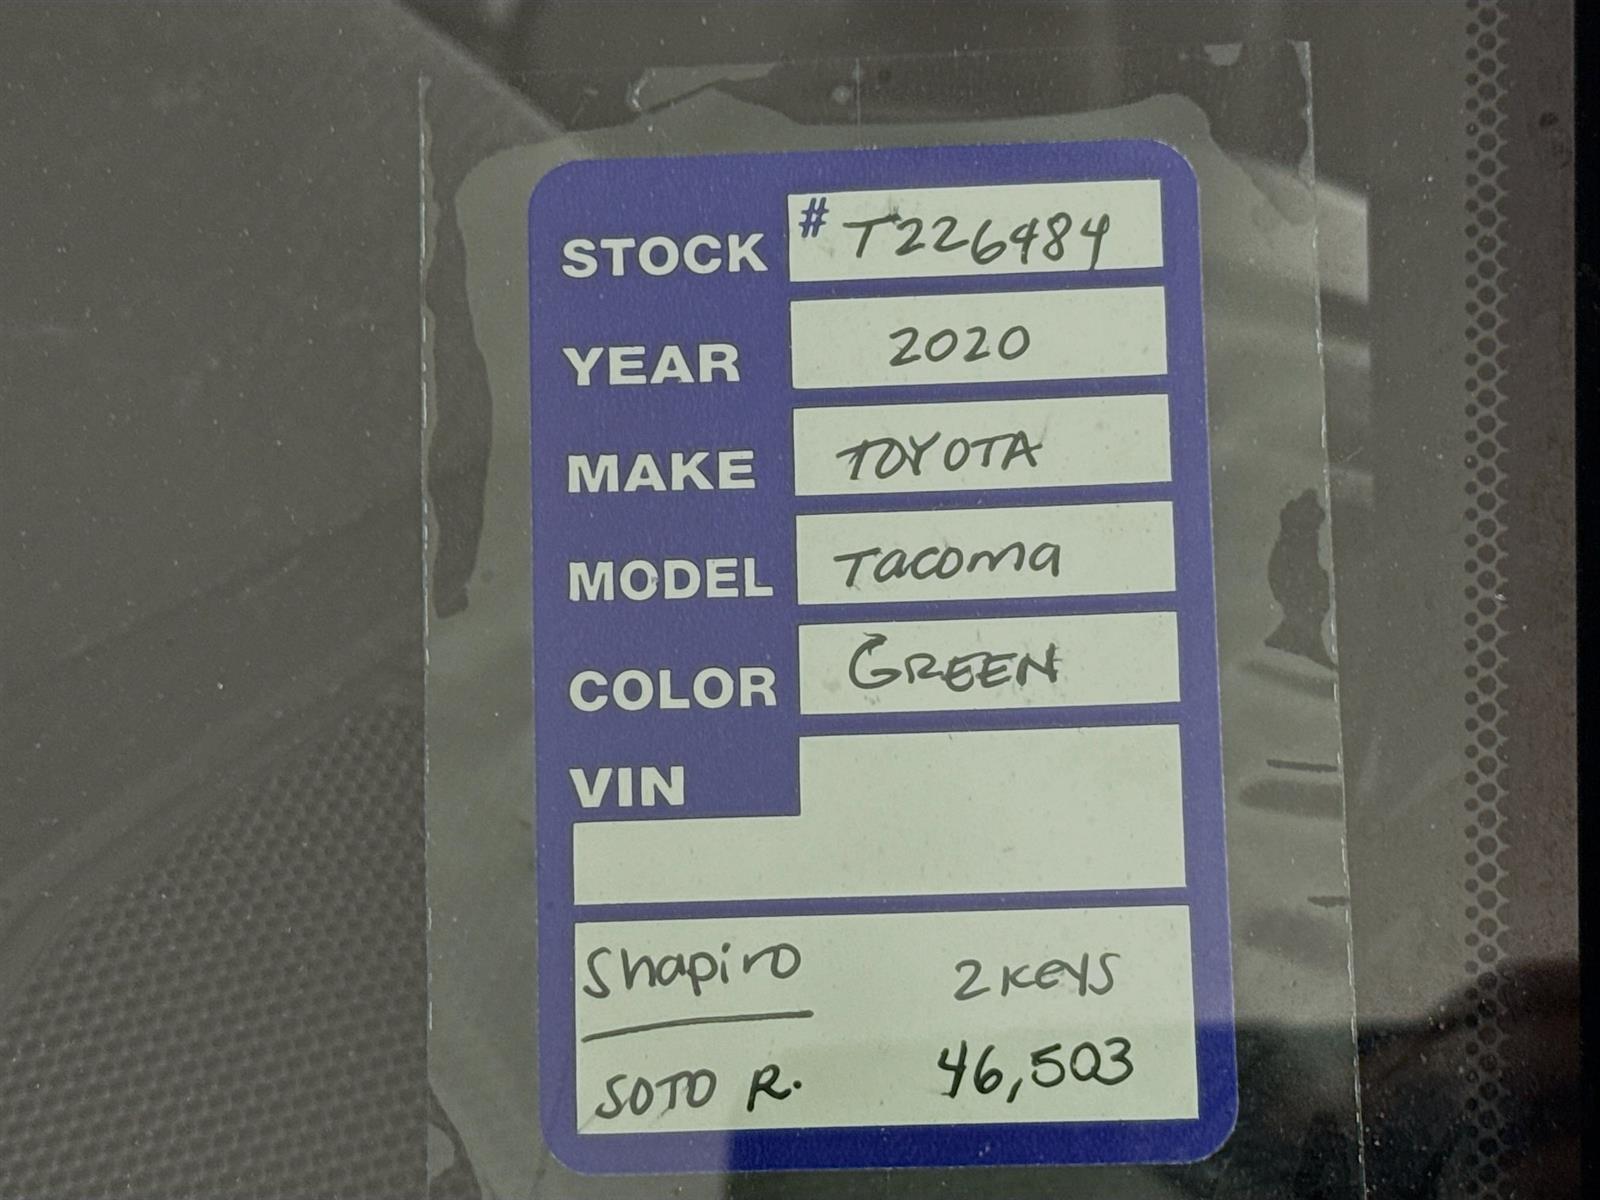 STOCK # T226484
YEAR 2020
MAKE TOYOTA
MODEL Tacoma
COLOR GREEN
VIN
Shapiro 2 Keys
SOTO R. 46,503